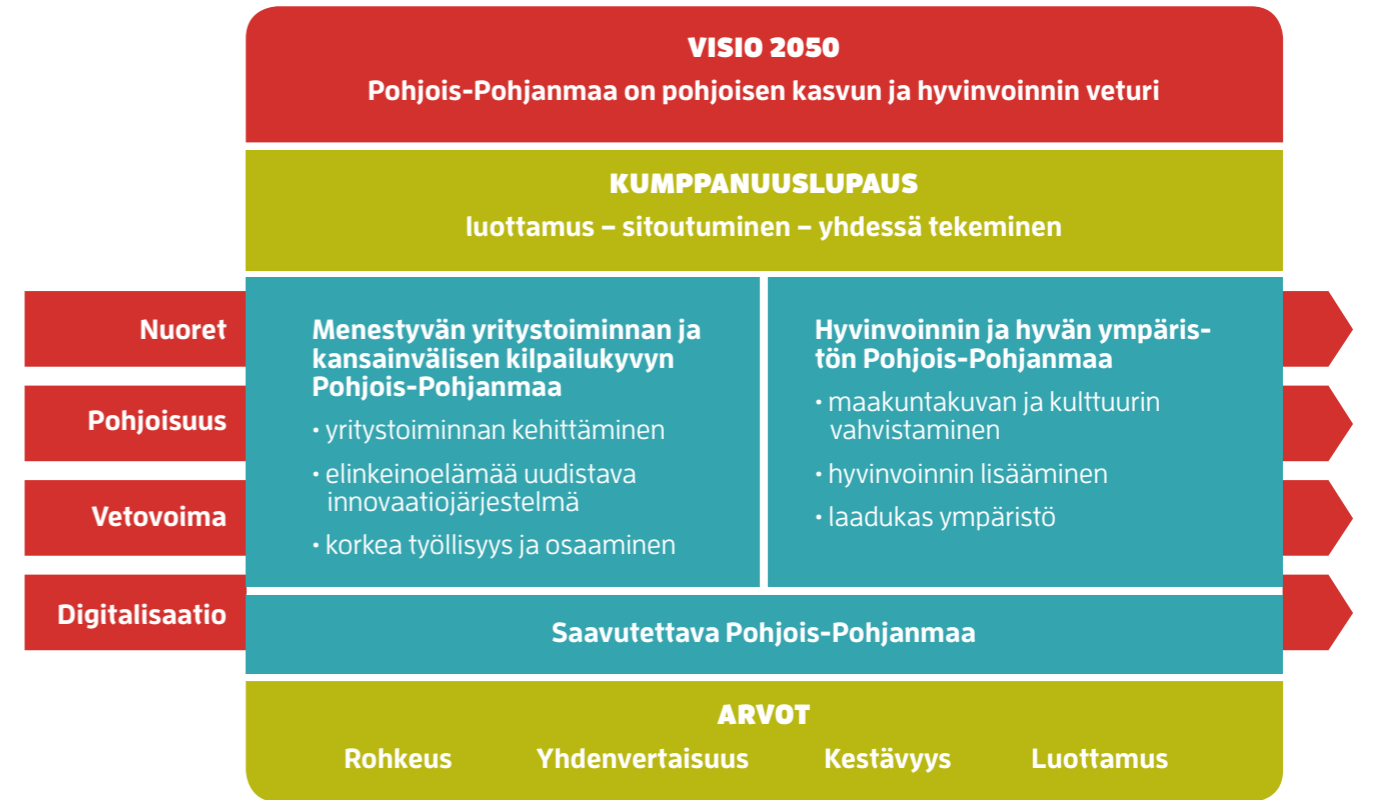 VISIO 2050
Pohjois-Pohjanmaa on pohjoisen kasvun ja hyvinvoinnin veturi
KUMPPANUUSLUPAUS
luottamus – sitoutuminen – yhdessä tekeminen
Nuoret
Pohjoisuus
Vetovoima
Digitalisaatio
Menestyvän yritystoiminnan ja
kansainvälisen kilpailukyvyn
Pohjois-Pohjanmaa
• yritystoiminnan kehittäminen
• elinkeinoelämää uudistava
innovaatiojärjestelmä
• korkea työllisyys ja osaaminen
Hyvinvoinnin ja hyvän ympäris-
tön Pohjois-Pohjanmaa
• maakuntakuvan ja kulttuurin
vahvistaminen
• hyvinvoinnin lisääminen
• laadukas ympäristö
Saavutettava Pohjois-Pohjanmaa
ARVOT
Rohkeus Yhdenvertaisuus Kestävyys Luottamus